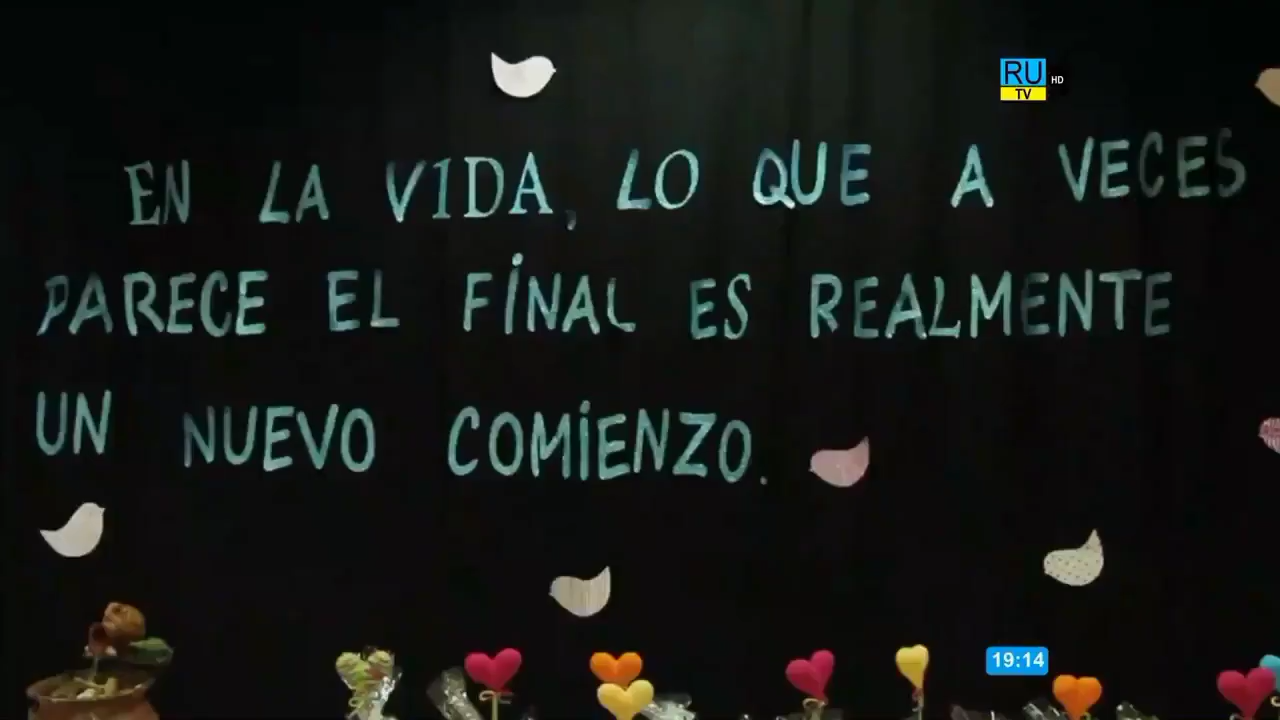 RU
TV HD
EN LA VIDA, LO QUE A VECES
PARECE EL FINAL ES REALMENTE
UN NUEVO COMIENZO.
19:14